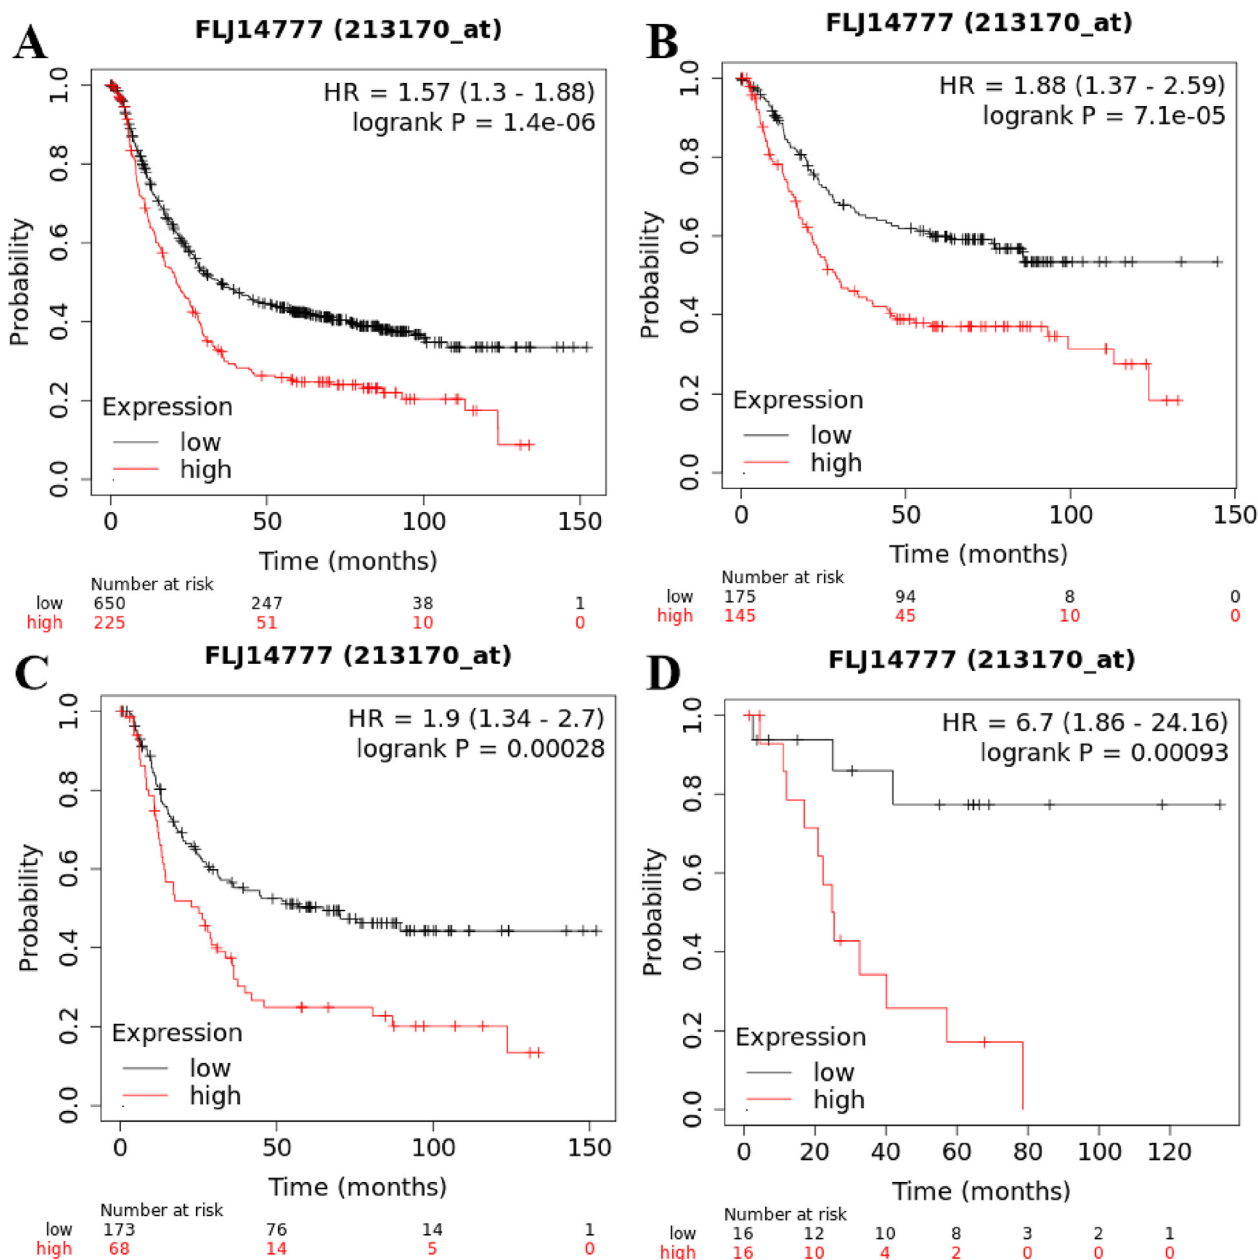 A
FLJ14777 (213170_at)
HR = 1.57 (1.3 - 1.88)
logrank P = 1.4e-06
Probability
0.0 0.2 0.4 0.6 0.8 1.0
Expression
low
high
0 50 100 150
Time (months)
Number at risk
low 650 247 38 1
high 225 51 10 0
B
FLJ14777 (213170_at)
HR = 1.88 (1.37 - 2.59)
logrank P = 7.1e-05
Probability
0.0 0.2 0.4 0.6 0.8 1.0
Expression
low
high
0 50 100 150
Time (months)
Number at risk
low 175 94 8 0
high 145 45 10 0
C
FLJ14777 (213170_at)
HR = 1.9 (1.34 - 2.7)
logrank P = 0.00028
Probability
0.0 0.2 0.4 0.6 0.8 1.0
Expression
low
high
0 50 100 150
Time (months)
Number at risk
low 173 76 14 1
high 68 14 5 0
D
FLJ14777 (213170_at)
HR = 6.7 (1.86 - 24.16)
logrank P = 0.00093
Probability
0.0 0.2 0.4 0.6 0.8 1.0
Expression
low
high
0 20 40 60 80 100 120
Time (months)
Number at risk
low 16 12 10 8 3 2 1
high 16 10 4 2 0 0 0